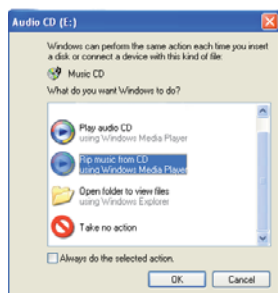 Audio CD (E:)
Windows can perform the same action each time you insert
a disk or connect a device with this kind of file:
Music CD
What do you want Windows to do?
Play audio CD
using Windows Media Player
Rip music from CD
using Windows Media Player
Open folder to view files
using Windows Explorer
Take no action
Always do the selected action.
OK
Cancel